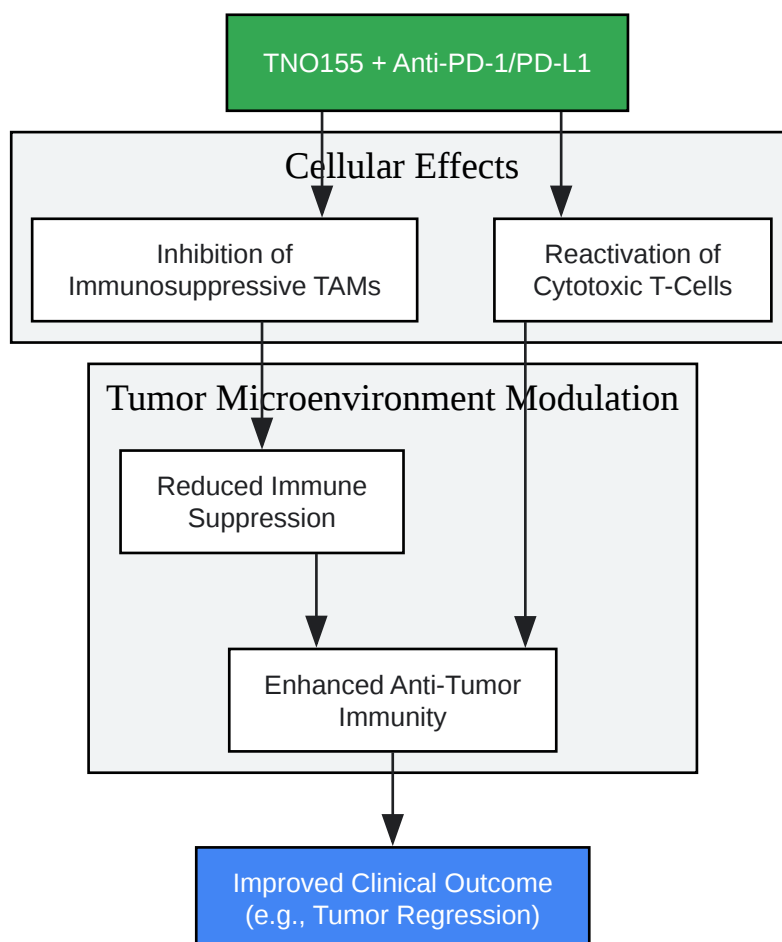 TNO155 + Anti-PD-1/PD-L1
Cellular Effects
Inhibition of
Immunosuppressive TAMs
Reactivation of
Cytotoxic T-Cells
Tumor Microenvironment Modulation
Reduced Immune
Suppression
Enhanced Anti-Tumor
Immunity
Improved Clinical Outcome
(e.g., Tumor Regression)